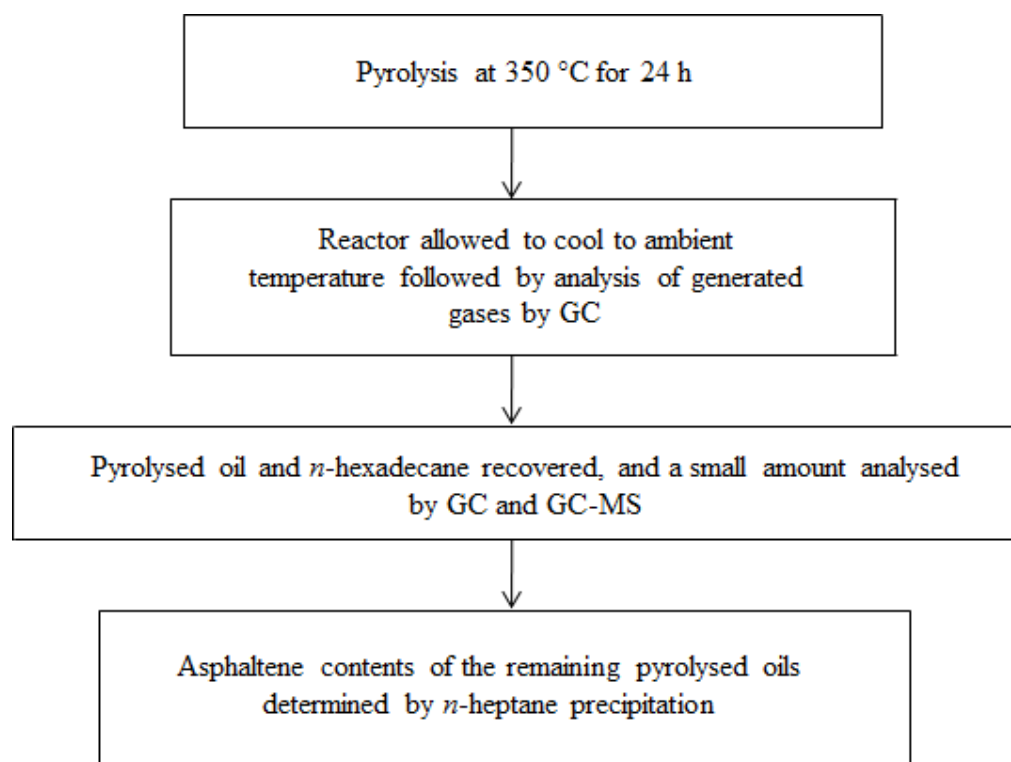 Pyrolysis at 350 °C for 24 h
Reactor allowed to cool to ambient
temperature followed by analysis of generated
gases by GC
Pyrolysed oil and n-hexadecane recovered, and a small amount analysed
by GC and GC-MS
Asphaltene contents of the remaining pyrolysed oils
determined by n-heptane precipitation